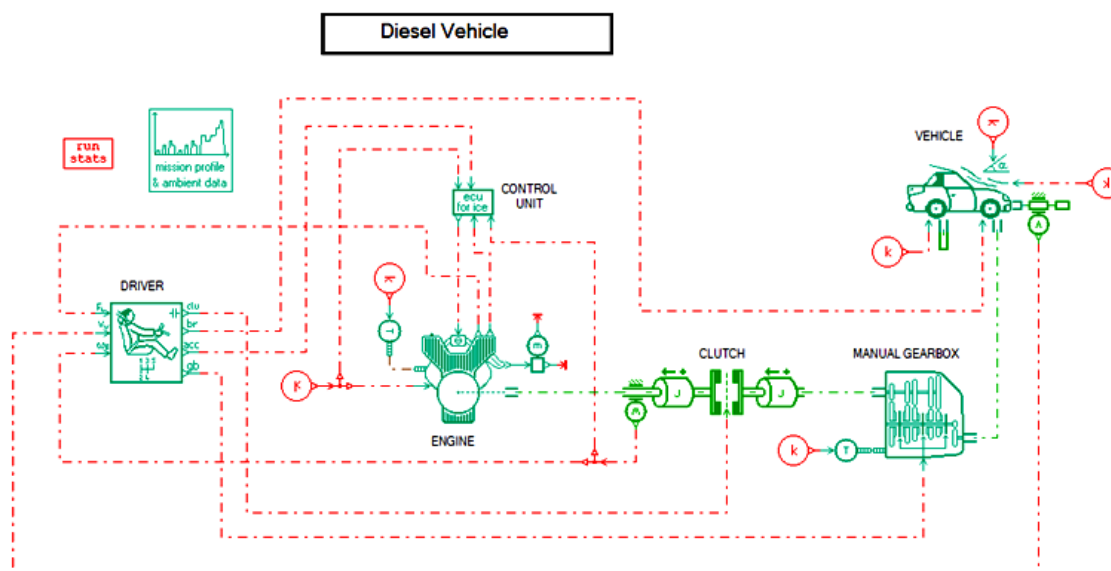 Diesel Vehicle
run
stats
mission profile
& ambient data
VEHICLE
α
ecu
for ice
CONTROL
UNIT
k
A
k
DRIVER
clu
br
acc
gb
T
m
k
ENGINE
CLUTCH
J
J
MANUAL GEARBOX
k
T